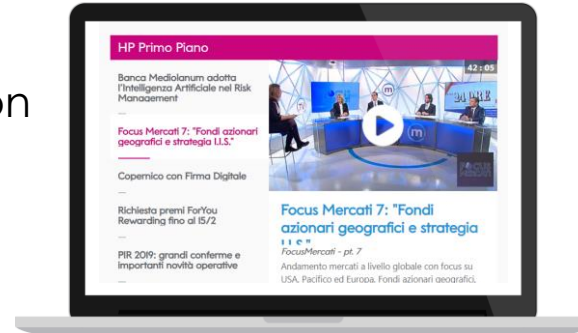 on
HP Primo Piano
Banca Mediolanum adotta
l'Intelligenza Artificiale nel Risk
Management
Focus Mercati 7: "Fondi azionari
geografici e strategia I.I.S."
Copernico con Firma Digitale
Richiesta premi ForYou
Rewarding fino al 15/2
PIR 2019: grandi conferme e
importanti novità operative
42:05
24 ORE
m
FOCUS
MERCATI
Focus Mercati 7: "Fondi
azionari geografici e strategia
I.I.S."
FocusMercati - pt. 7
Andamento mercati a livello globale con focus su
USA, Pacifico ed Europa. Fondi azionari geografici,